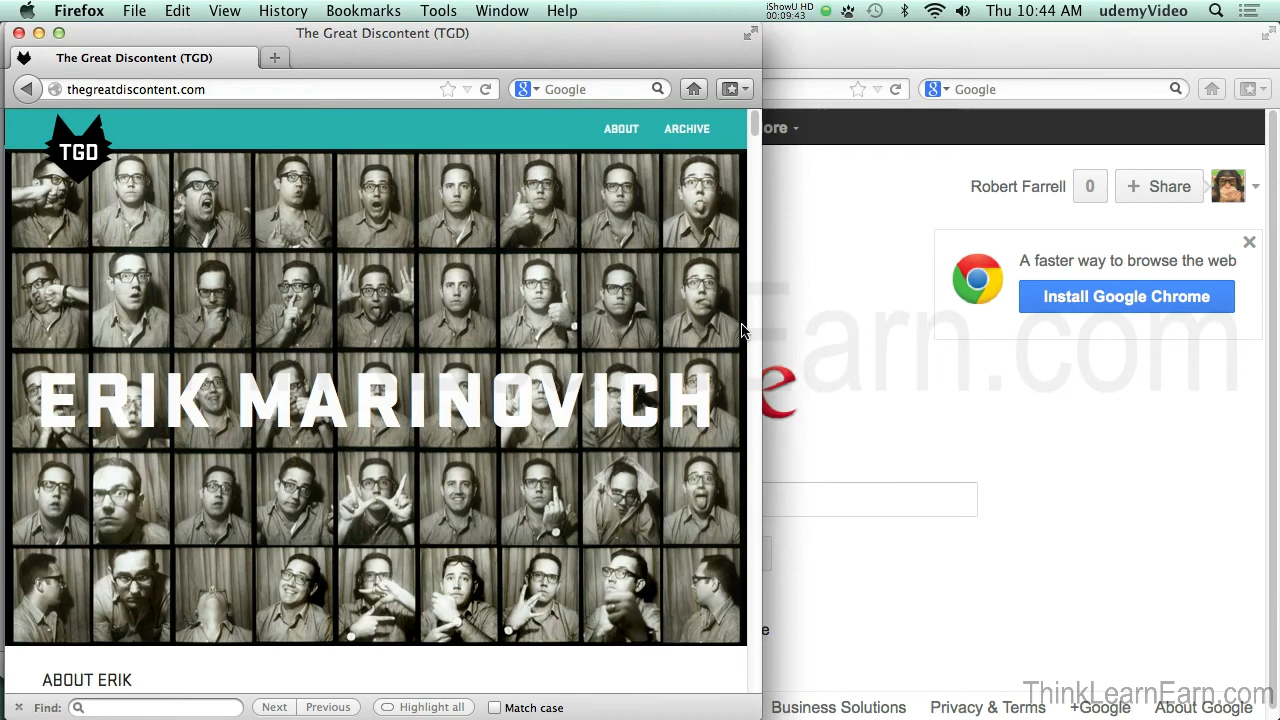 Firefox File Edit View History Bookmarks Tools Window Help
iShowU HD
00:09:43
Thu 10:44 AM udemyVideo
The Great Discontent (TGD)
The Great Discontent (TGD)
thegreatdiscontent.com
Google
Google
TGD
ABOUT ARCHIVE
ore
Robert Farrell 0 + Share
A faster way to browse the web
Install Google Chrome
Earn.com
ERIK MARINOVICH
e
e
ABOUT ERIK
ThinkLearnEarn.com
Find: Next Previous Highlight all Match case
Business Solutions Privacy & Terms +Google About Google